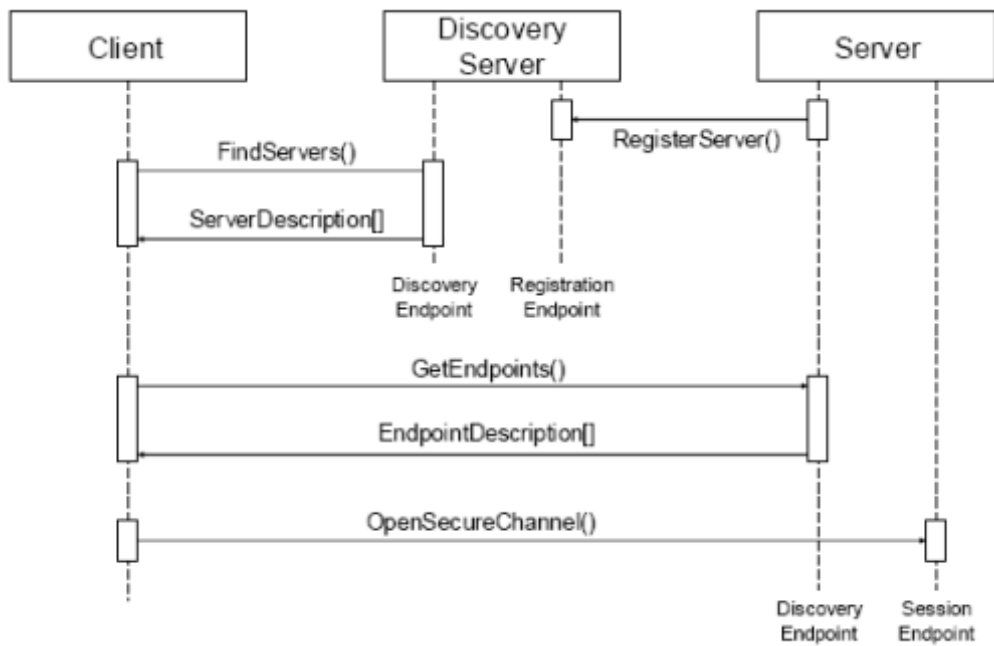 Client
Discovery
Server
Server
RegisterServer()
FindServers()
ServerDescription[]
Discovery
Endpoint
Registration
Endpoint
GetEndpoints()
EndpointDescription[]
OpenSecureChannel()
Discovery
Endpoint
Session
Endpoint